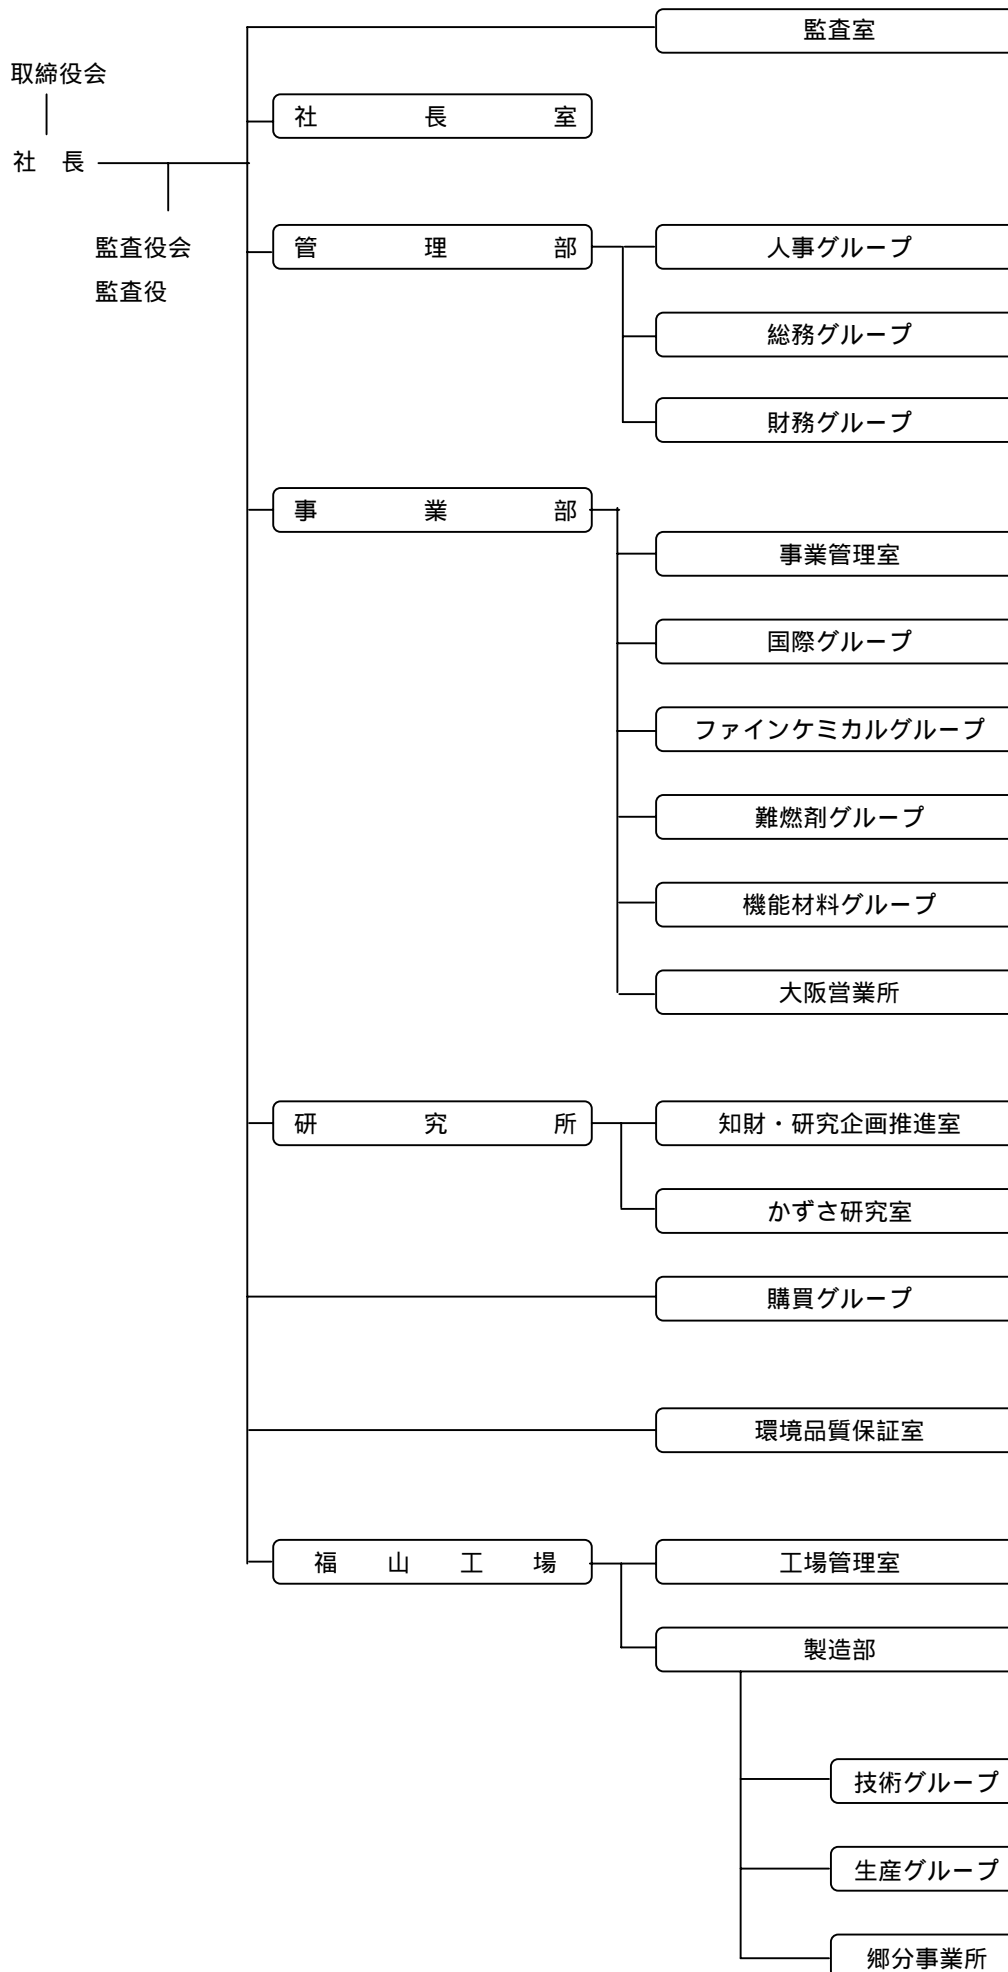 監査室
取締役会
社長室
社長
監査役会
監査役
管理部
人事グループ
総務グループ
財務グループ
事業部
事業管理室
国際グループ
ファインケミカルグループ
難燃剤グループ
機能材料グループ
大阪営業所
研究所
知財・研究企画推進室
かずさ研究室
購買グループ
環境品質保証室
福山工場
工場管理室
製造部
技術グループ
生産グループ
郷分事業所